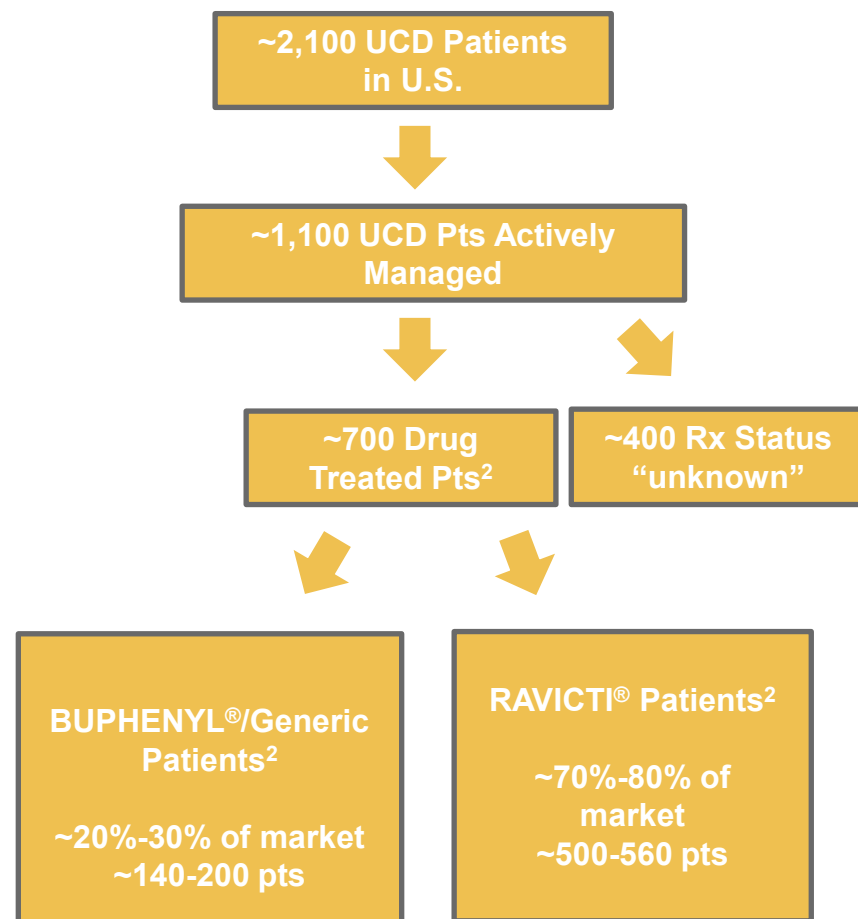 ~2,100 UCD Patients
in U.S.
~1,100 UCD Pts Actively
Managed
~700 Drug
Treated Pts²
~400 Rx Status
“unknown”
BUPHENYL®/Generic
Patients²
~20%-30% of market
~140-200 pts
RAVICTI® Patients²
~70%-80% of
market
~500-560 pts